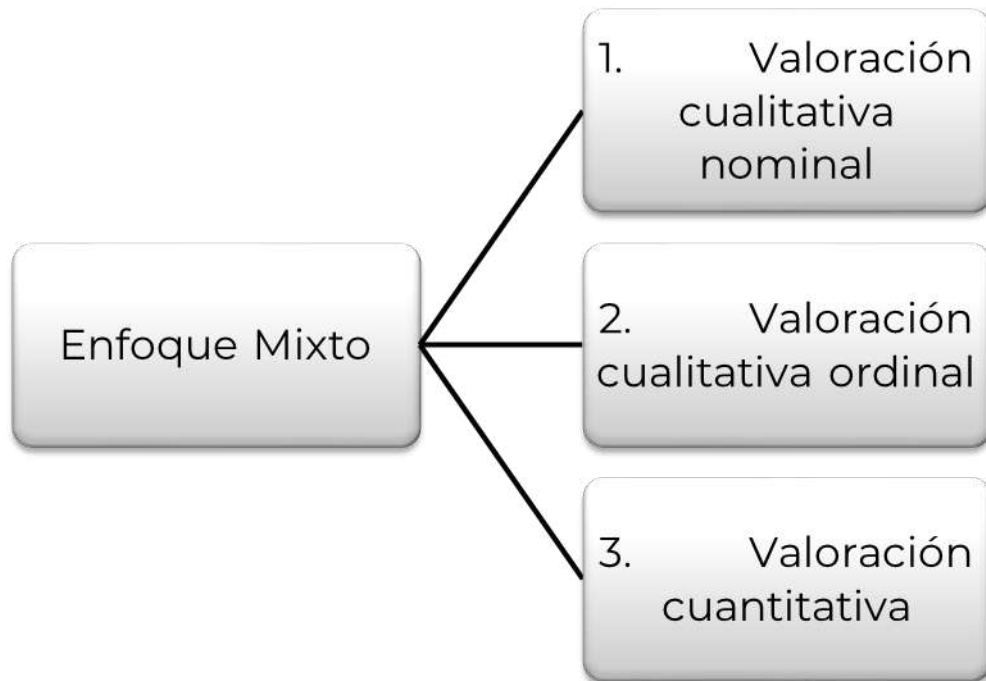 Enfoque Mixto
1. Valoración
cualitativa
nominal
2. Valoración
cualitativa ordinal
3. Valoración
cuantitativa